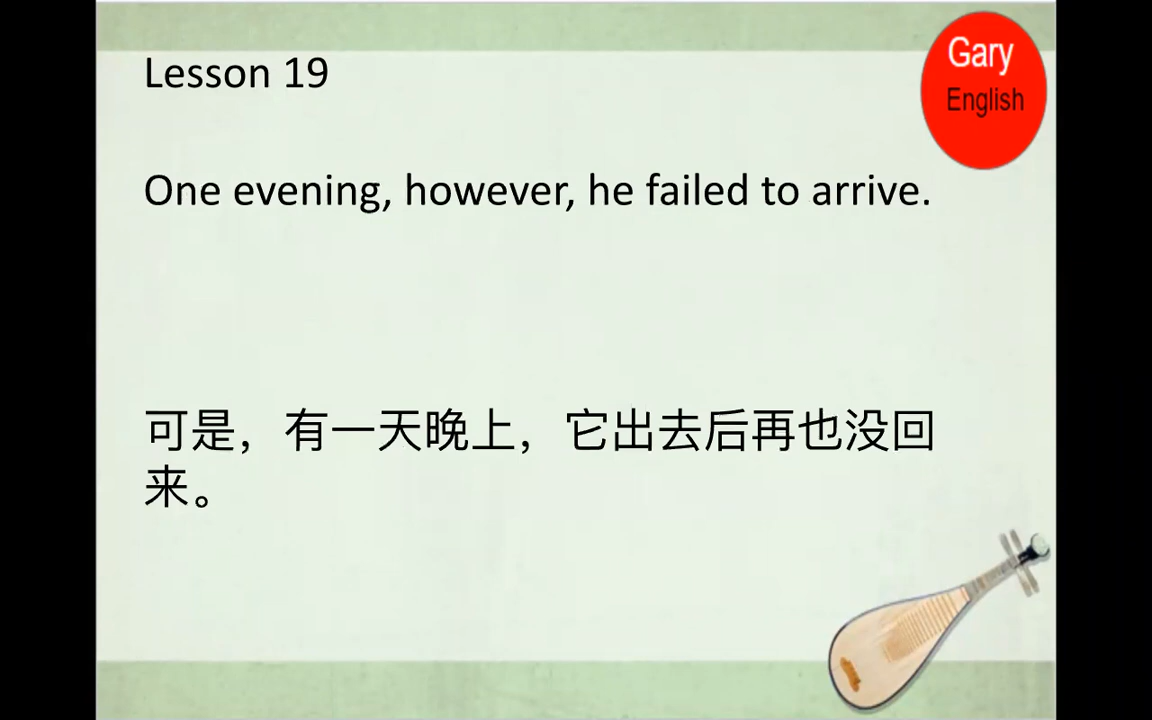 Lesson 19
Gary
English
One evening, however, he failed to arrive.
可是，有一天晚上，它出去后再也没回
来。